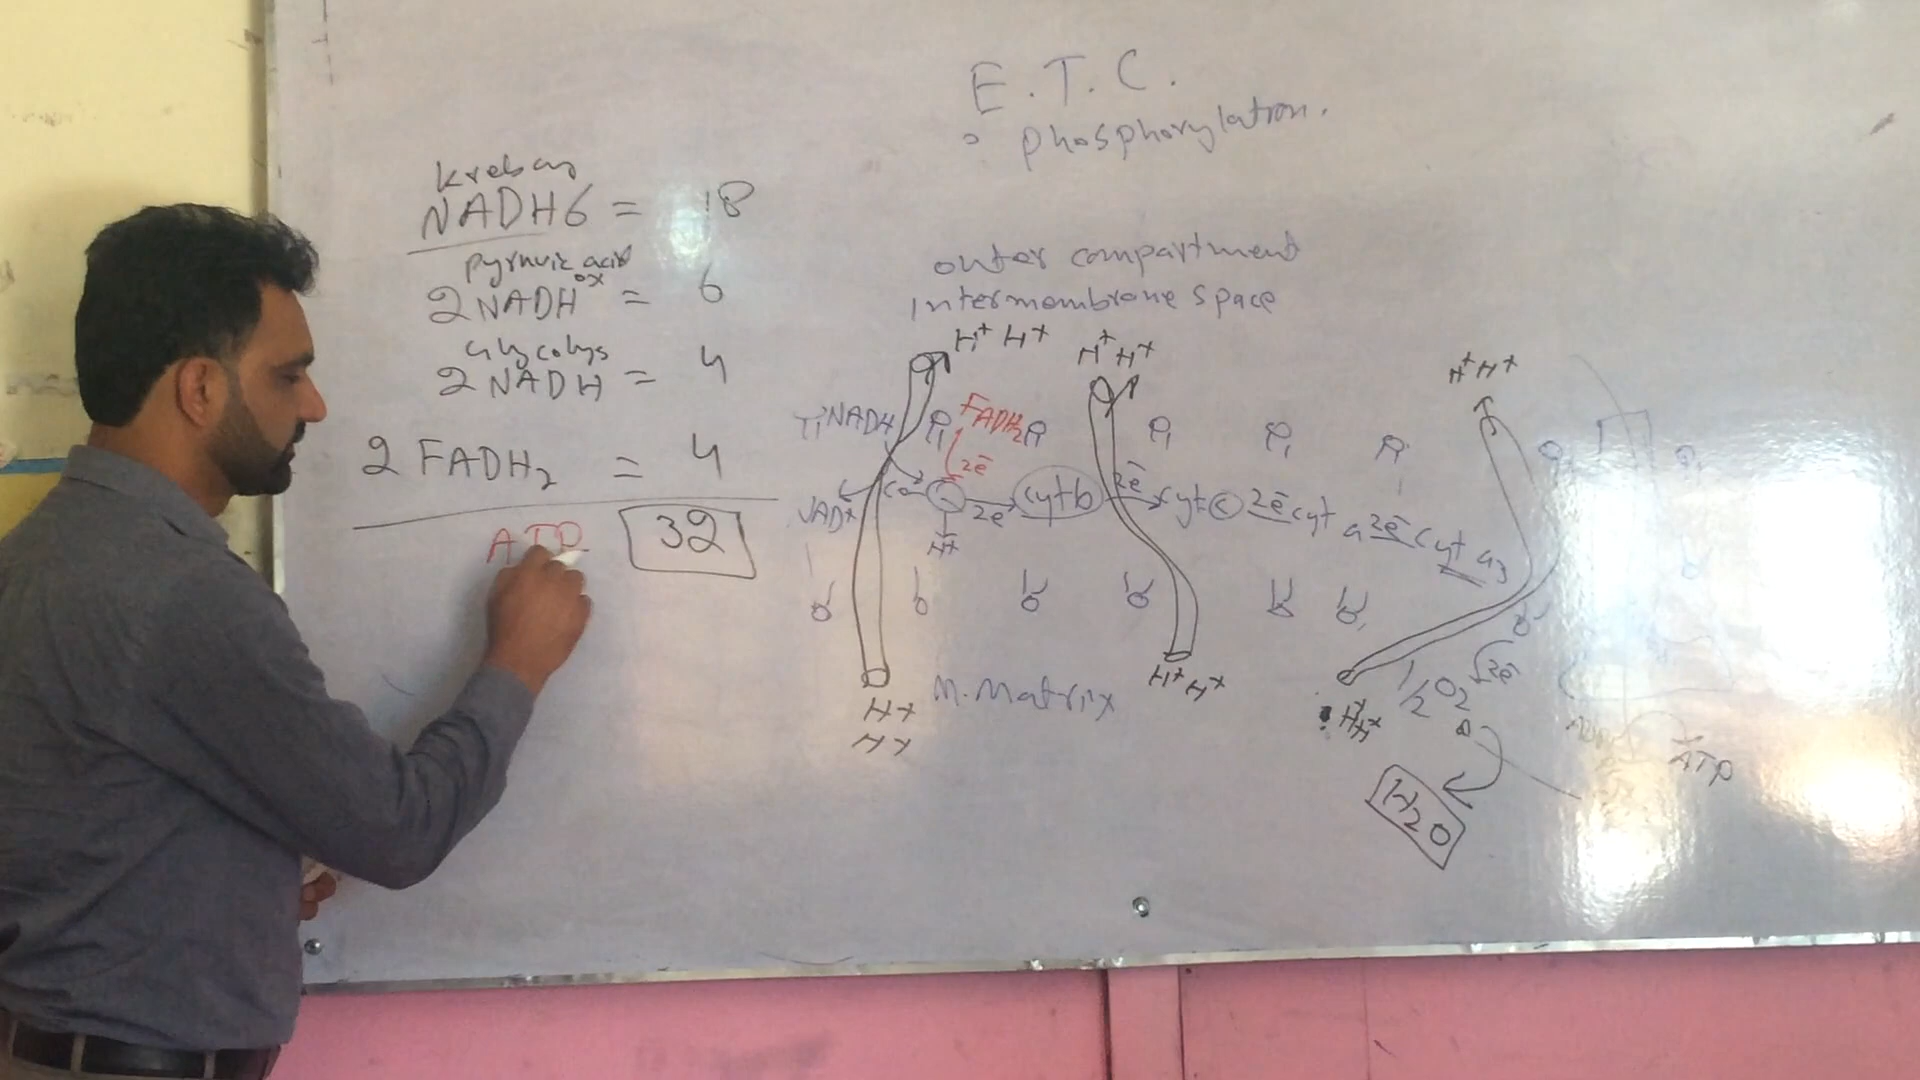 E.T.C.
phosphorylation.
Krebs
NADH6 = 18
pyruvic acid
ox
2NADH = 6
Glycolys
2NADH = 4
2 FADH2 = 4
ATP 32
outer compartment
Intermembrane space
H+ H+ H+ H+ H+ H+
NADH FADH2
2e-
2e- cyt b 2e- cyt c 2e- cyt a 2e- cyt a3
H+
M. Matrix
H+ H+ H+
H+
H+
1/2 O2 2e-
ATP
H2O